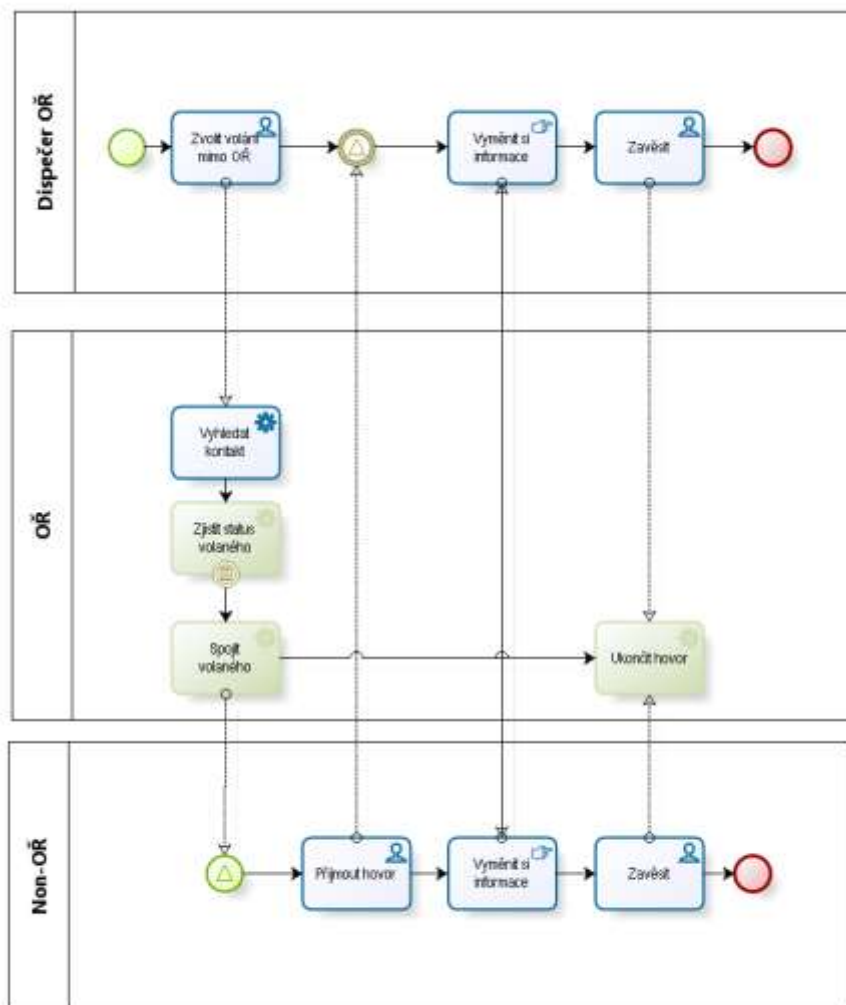 Dispečer OŘ
Zvolit volání
mimo OŘ
Vyměnit si
informace
Zavěsit
OŘ
Vyhledat
kontakt
Zjistit status
volaného
Spojit
volaného
Ukončit hovor
Non-OŘ
Příjmout hovor
Vyměnit si
informace
Zavěsit